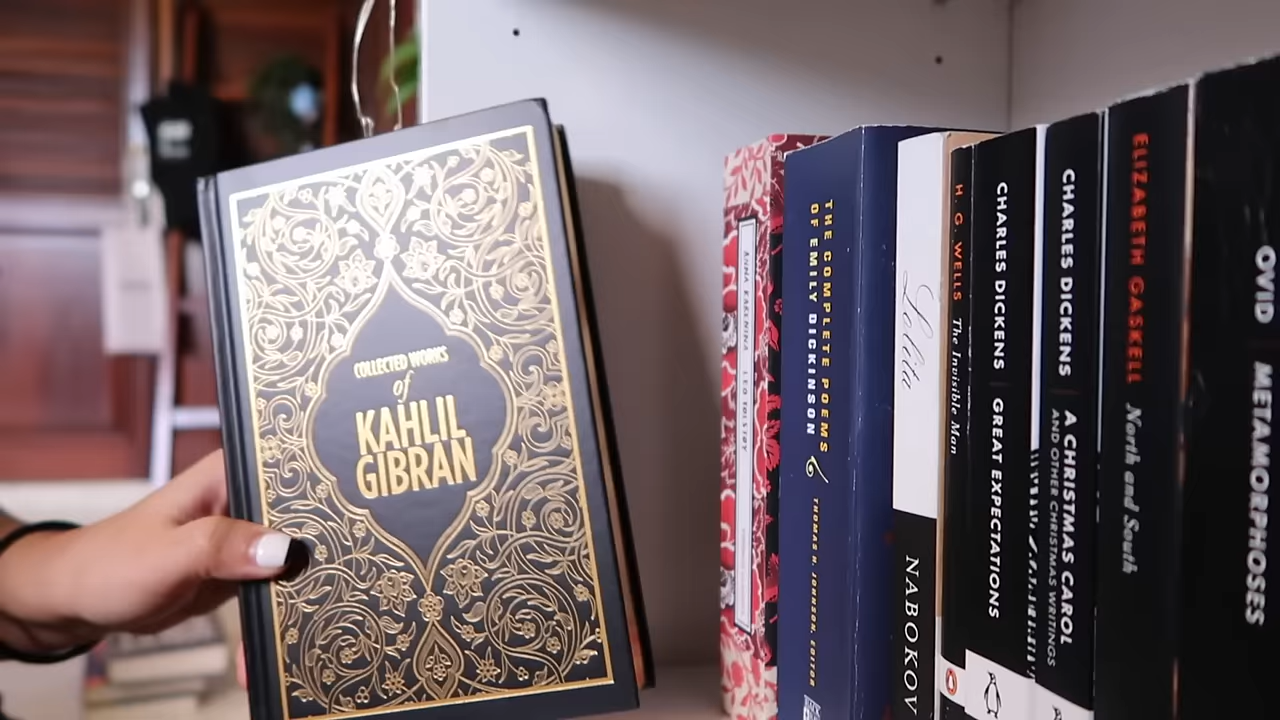 COLLECTED WORKS
of
KAHLIL
GIBRAN
ANNA KARENINA LEO TOLSTOY
THE COMPLETE POEMS
OF EMILY DICKINSON
THOMAS H. JOHNSON, EDITOR
Lolita
NABOKOV
H. G. WELLS The Invisible Man
CHARLES DICKENS GREAT EXPECTATIONS
CHARLES DICKENS A CHRISTMAS CAROL
AND OTHER CHRISTMAS WRITINGS
ELIZABETH GASKELL North and South
OVID METAMORPHOSES